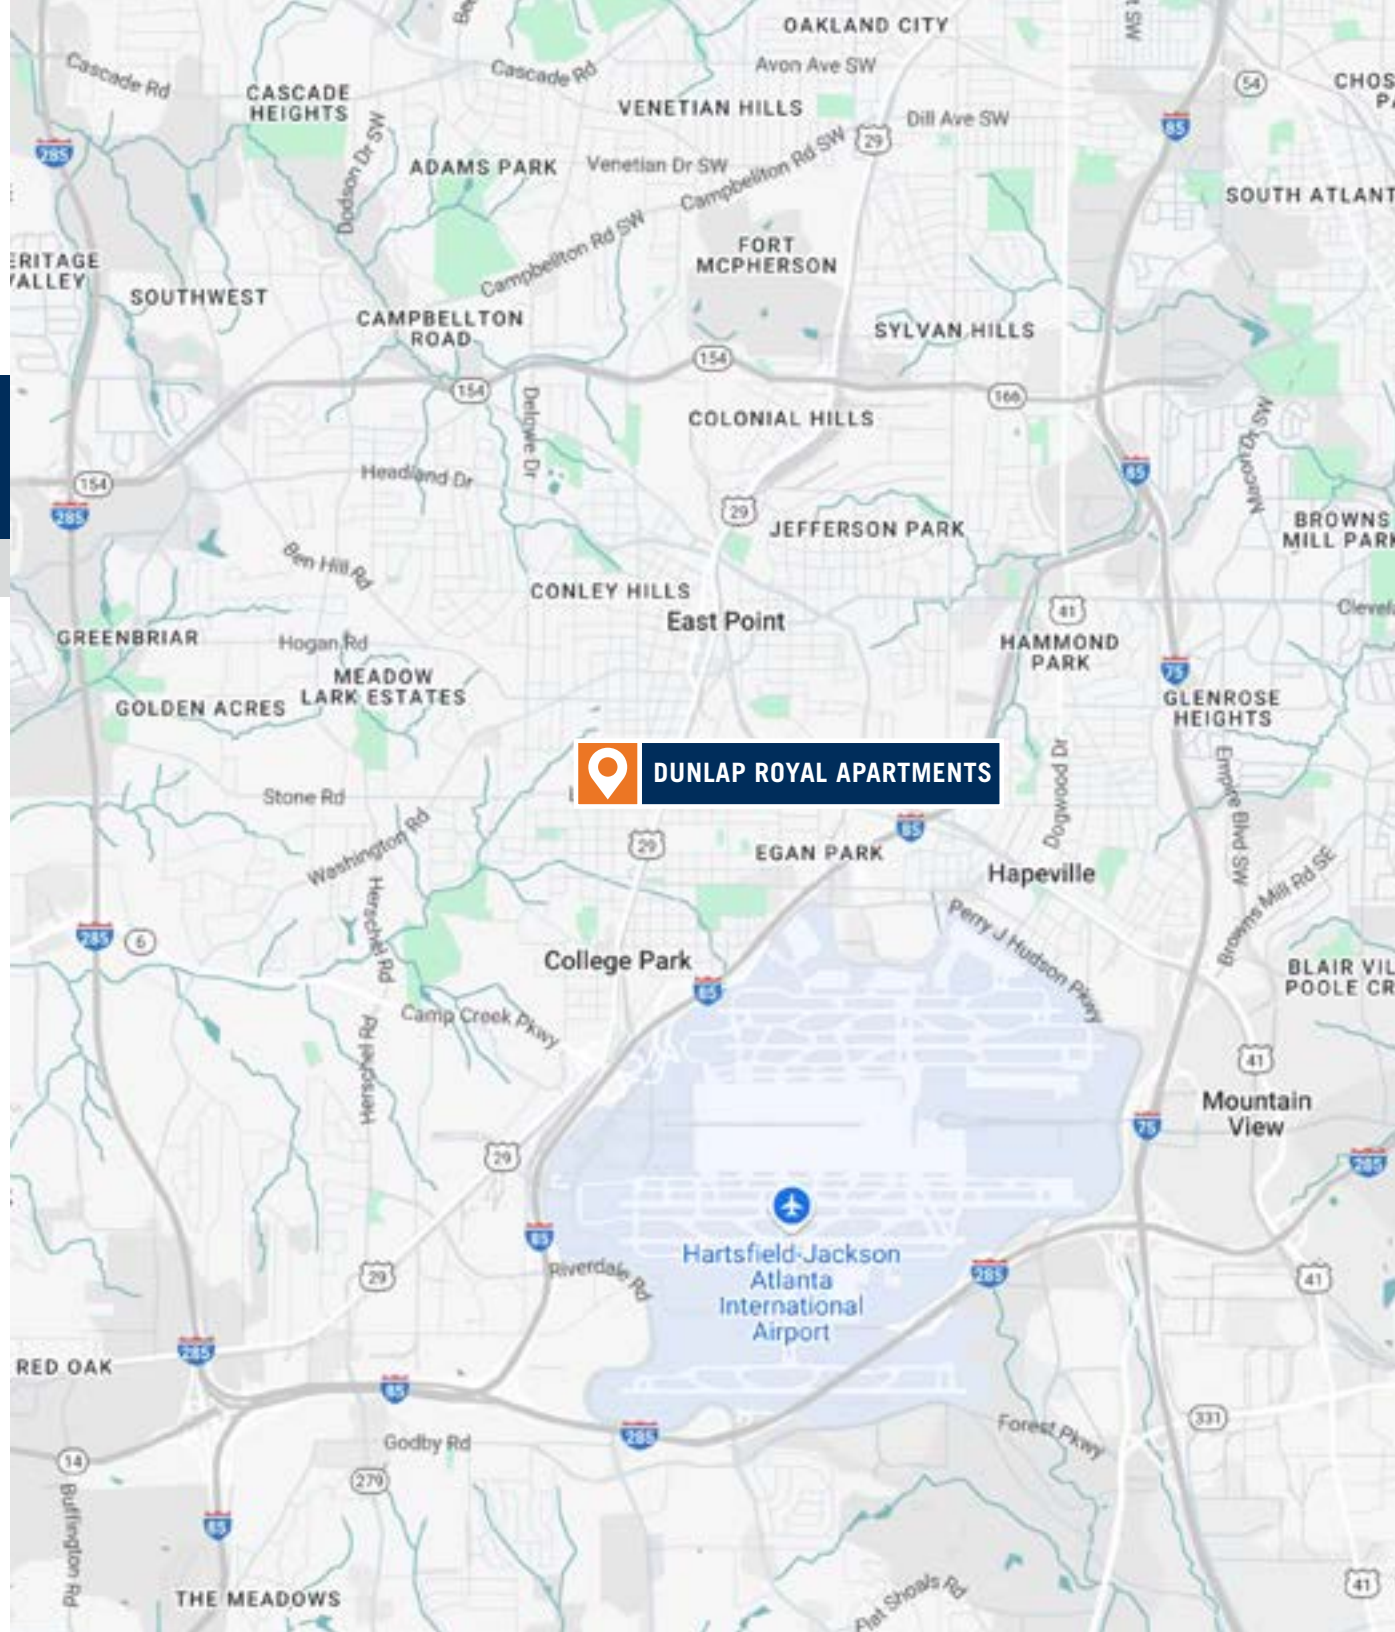 OAKLAND CITY
Avon Ave SW
Cascade Rd
Cascade Rd
54
CASCADE
HEIGHTS
VENETIAN HILLS
Dill Ave SW
85
29
285
Dodson Dr SW
ADAMS PARK
Venetian Dr SW
Campbellton Rd SW
SOUTH ATLANT
Campbellton Rd SW
FORT
MCPHERSON
ERITAGE
SOUTHWEST
CAMPBELLTON
ROAD
SYLVAN HILLS
154
154
166
Delowe Dr
COLONIAL HILLS
Macon Dr SW
Headland Dr
154
85
285
29
JEFFERSON PARK
BROWNS
MILL PARK
Ben Hill Rd
CONLEY HILLS
East Point
41
GREENBRIAR
Hogan Rd
HAMMOND
PARK
MEADOW
LARK ESTATES
75
GOLDEN ACRES
GLENROSE
HEIGHTS
DUNLAP ROYAL APARTMENTS
Dogwood Dr
Empire Blvd SW
Stone Rd
Washington Rd
29
85
EGAN PARK
Hapeville
Browns Mill Rd SE
Herschel Rd
285
6
Perry J Hudson Pkwy
College Park
85
BLAIR VIL
POOLE CR
Camp Creek Pkwy
Herschel Rd
41
Mountain
View
75
29
285
Hartsfield-Jackson
Atlanta
International
Airport
85
Riverdale Rd
29
285
41
285
RED OAK
85
Forest Pkwy
331
285
Godby Rd
14
279
Buffington Rd
85
THE MEADOWS
Flat Shoals Rd
41